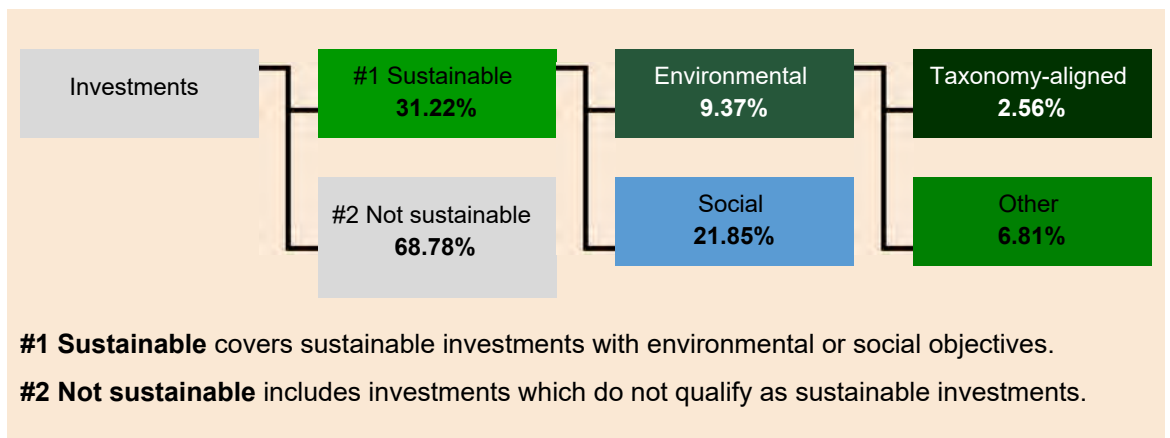 Investments
#1 Sustainable
31.22%
#2 Not sustainable
68.78%
Environmental
9.37%
Social
21.85%
Taxonomy-aligned
2.56%
Other
6.81%
#1 Sustainable covers sustainable investments with environmental or social objectives.
#2 Not sustainable includes investments which do not qualify as sustainable investments.